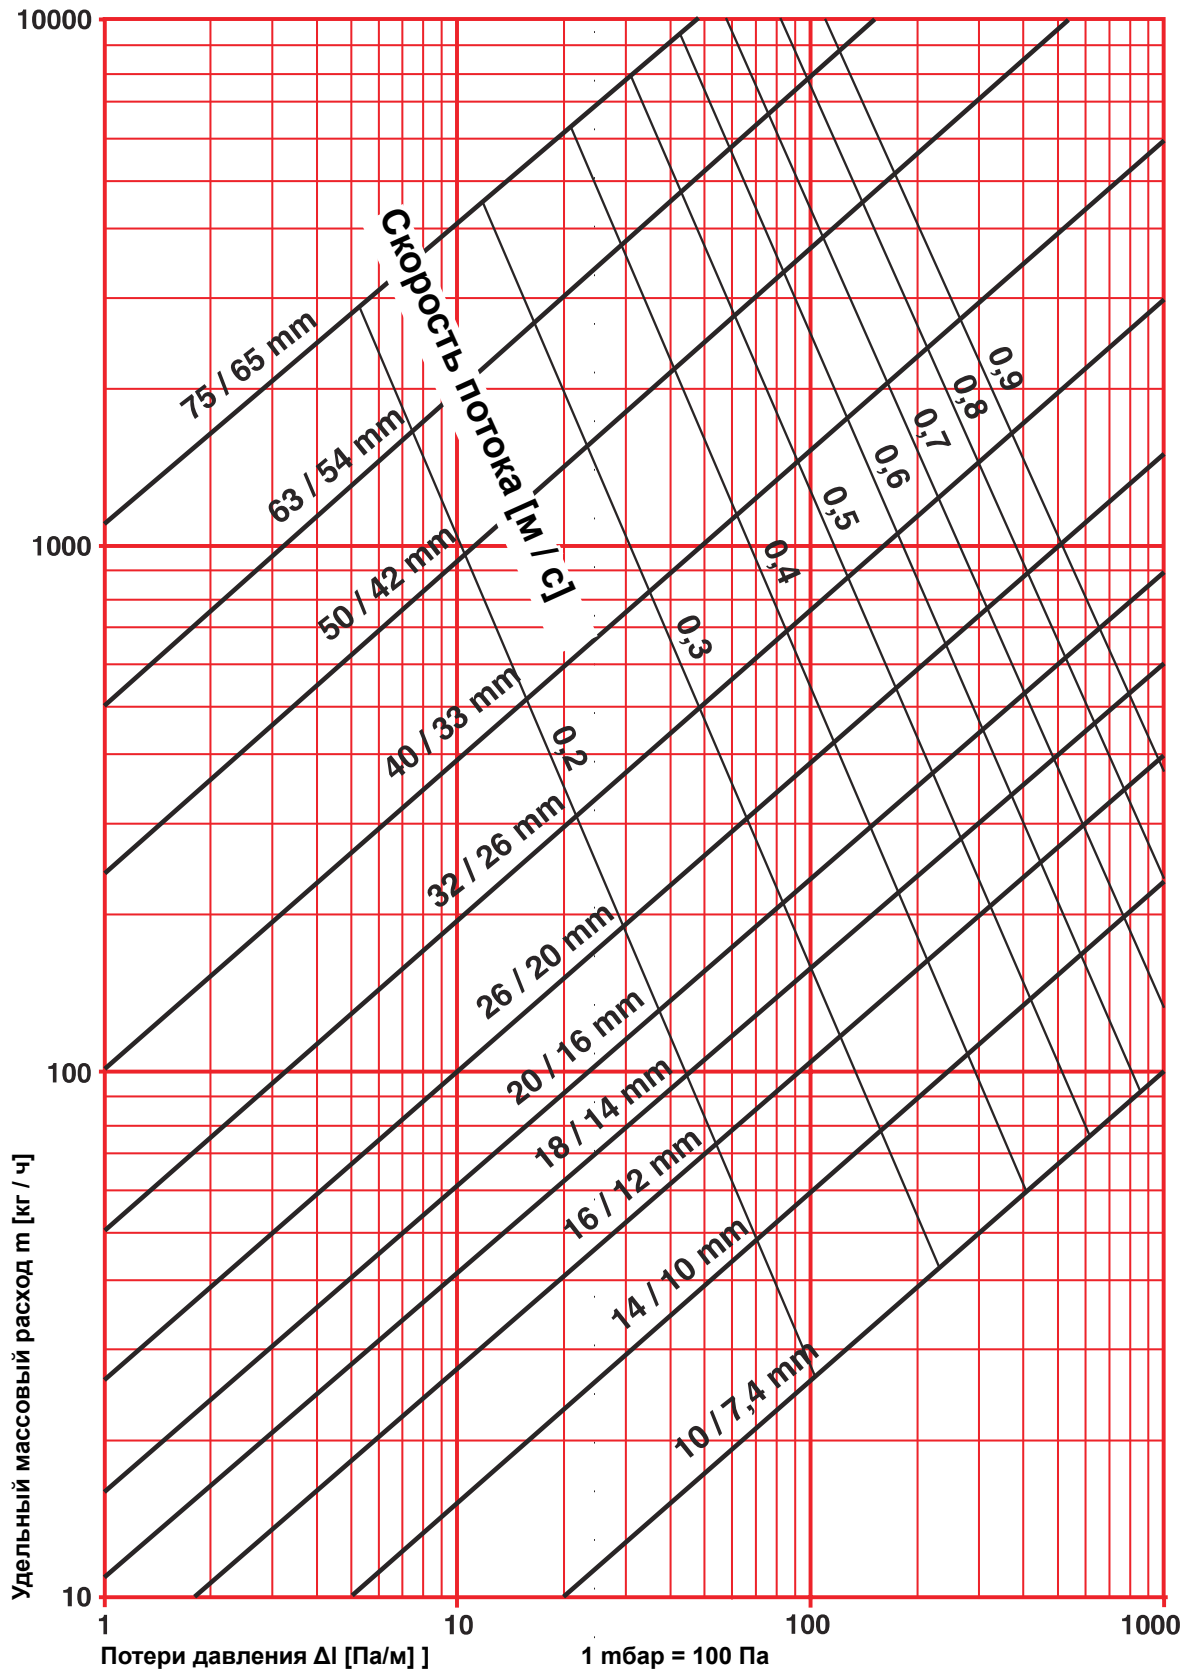 10000
1000
100
10
Удельный массовый расход m [кг / ч]
75 / 65 mm
63 / 54 mm
50 / 42 mm
40 / 33 mm
32 / 26 mm
26 / 20 mm
20 / 16 mm
18 / 14 mm
16 / 12 mm
14 / 10 mm
10 / 7,4 mm
Скорость потока [м / с]
0,2
0,3
0,4
0,5
0,6
0,7
0,8
0,9
1
10
100
1000
Потери давления Δl [Па/м] ]
1 mбар = 100 Па